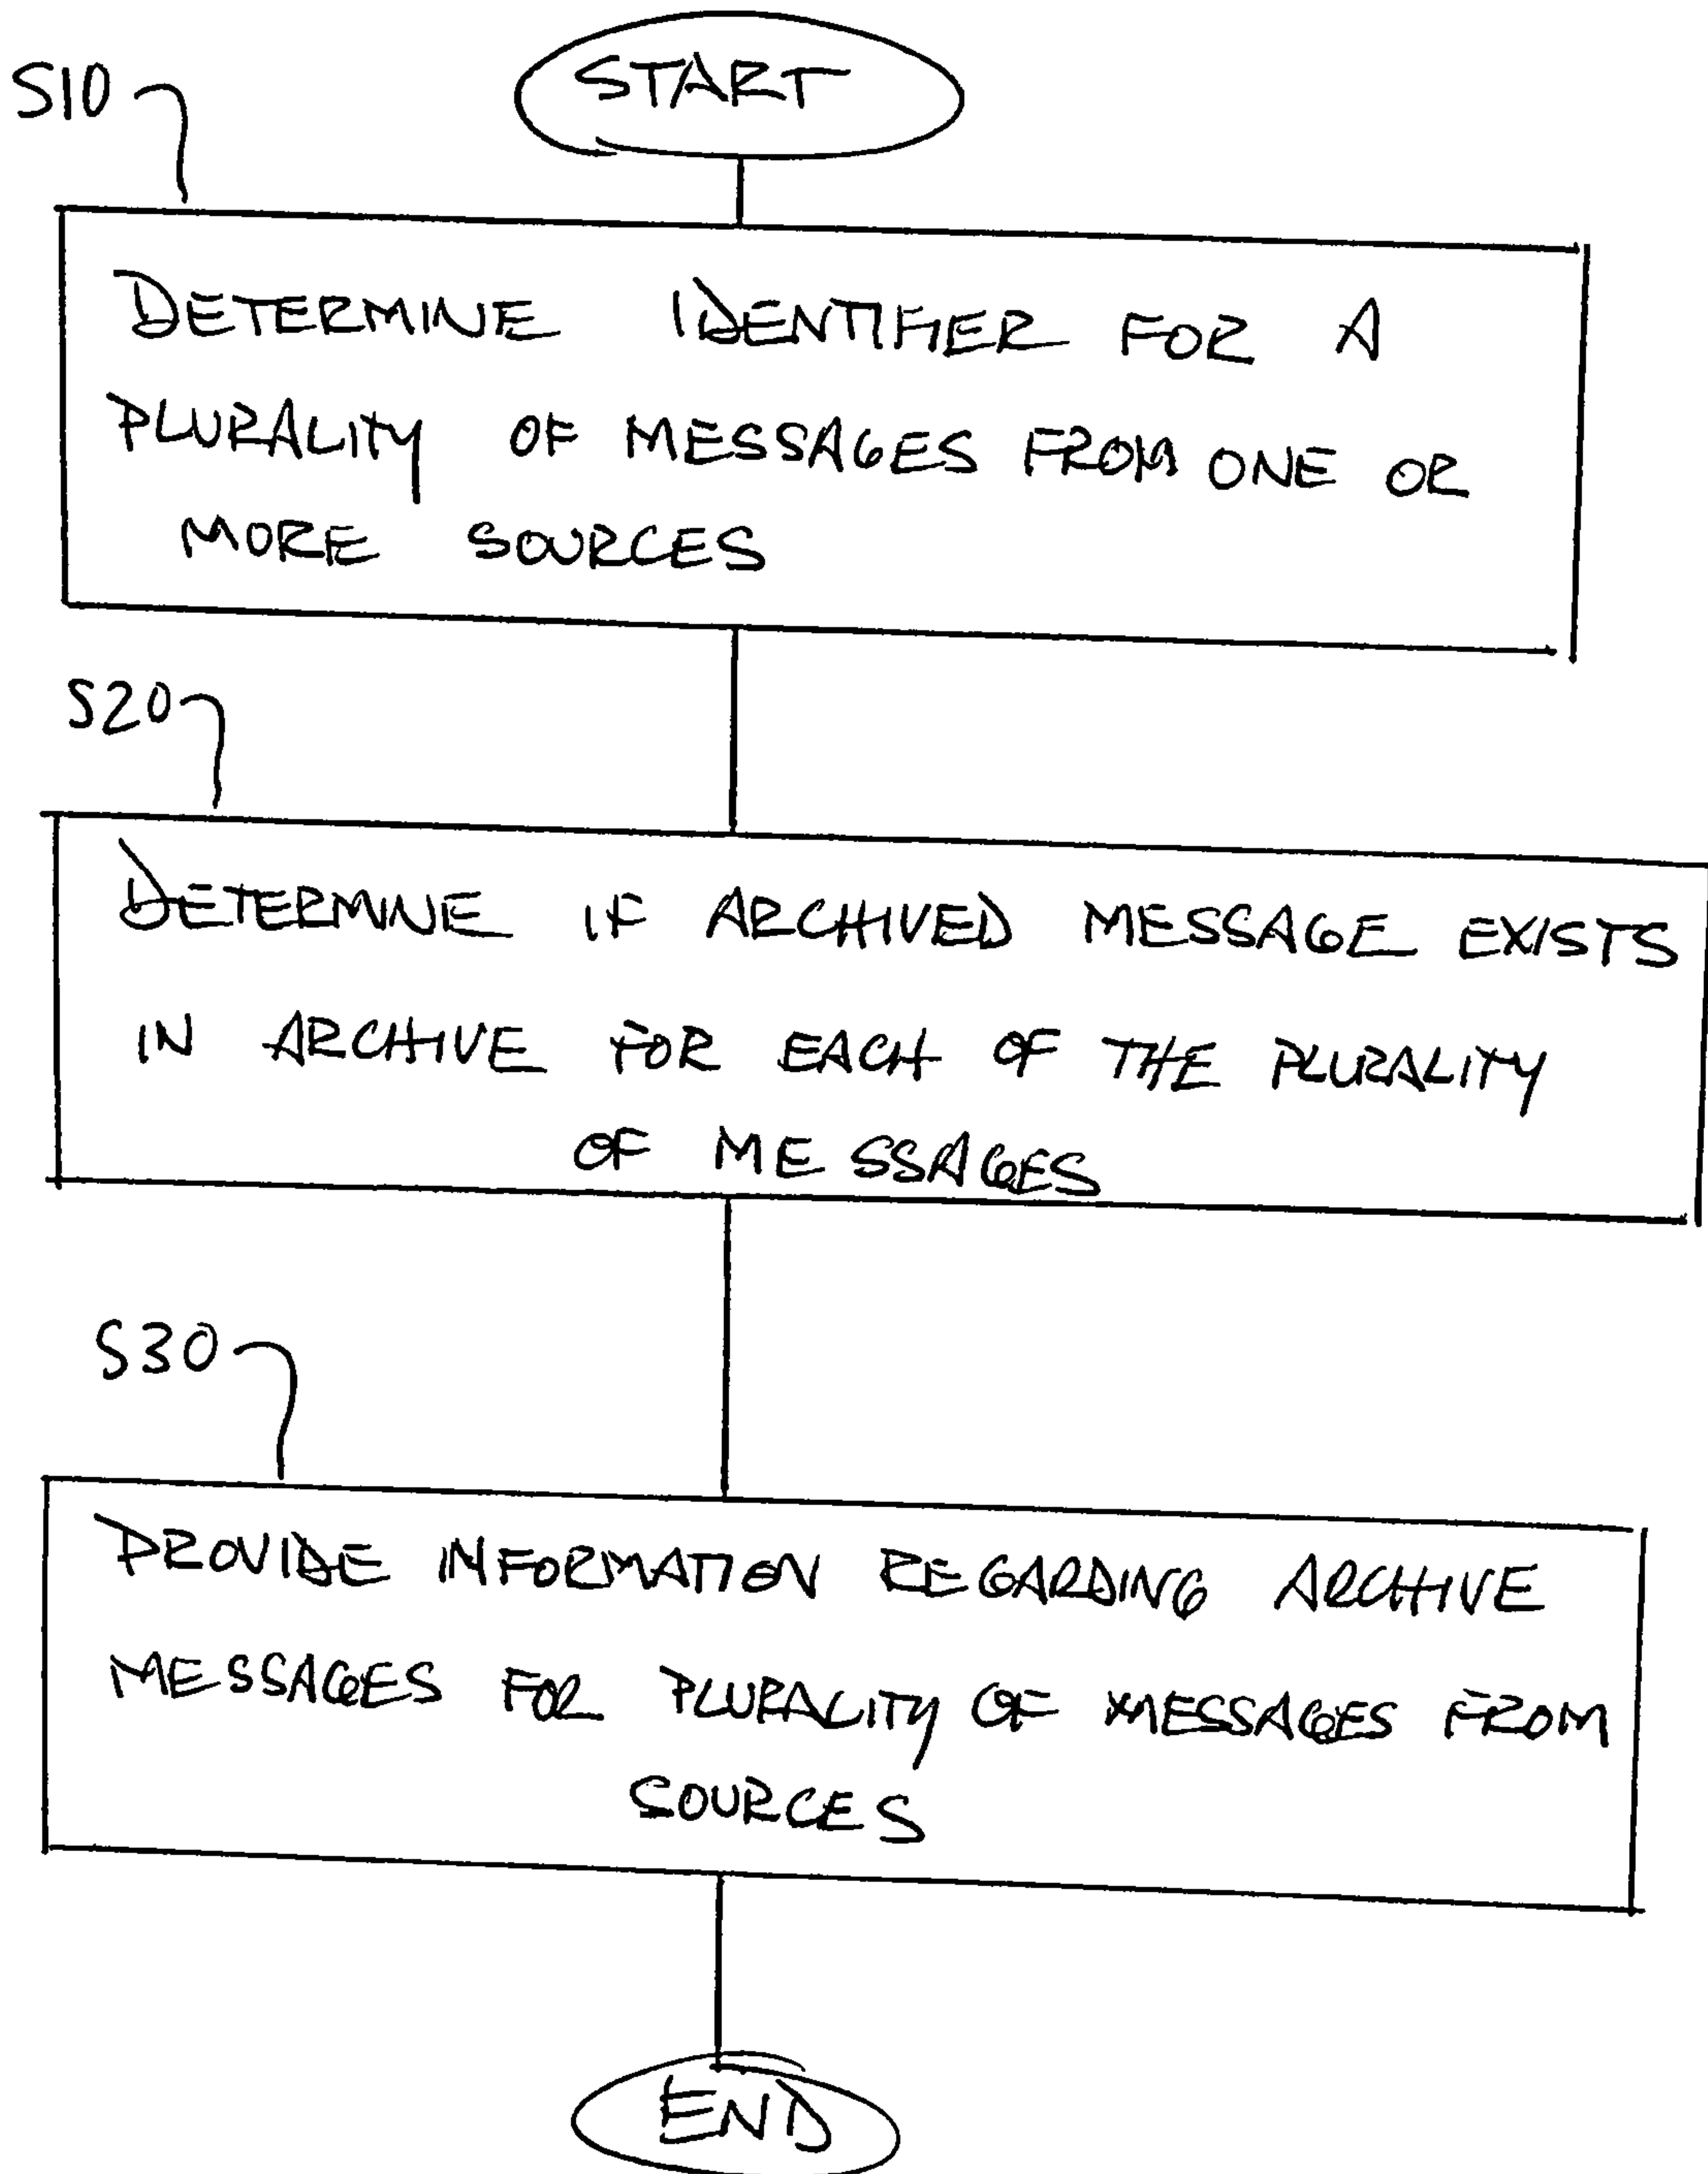 START
S10
DETERMINE IDENTIFIER FOR A
PLURALITY OF MESSAGES FROM ONE OR
MORE SOURCES
S20
DETERMINE IF ARCHIVED MESSAGE EXISTS
IN ARCHIVE FOR EACH OF THE PLURALITY
OF MESSAGES
S30
PROVIDE INFORMATION REGARDING ARCHIVE
MESSAGES FOR PLURALITY OF MESSAGES FROM
SOURCES
END